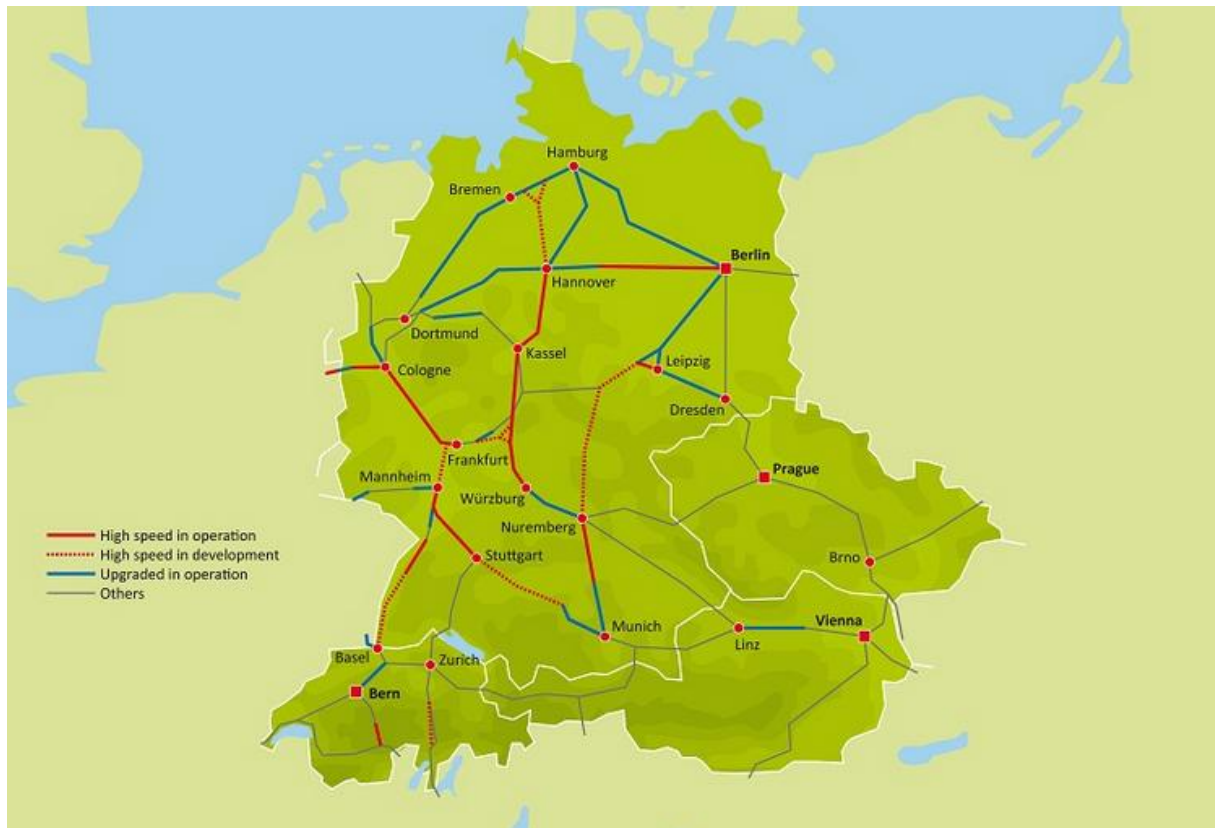 Hamburg
Bremen
Berlin
Hannover
Dortmund
Kassel
Leipzig
Cologne
Dresden
Frankfurt
Mannheim
Prague
Würzburg
Nuremberg
High speed in operation
High speed in development
Upgraded in operation
Others
Stuttgart
Brno
Munich
Vienna
Linz
Basel
Zurich
Bern